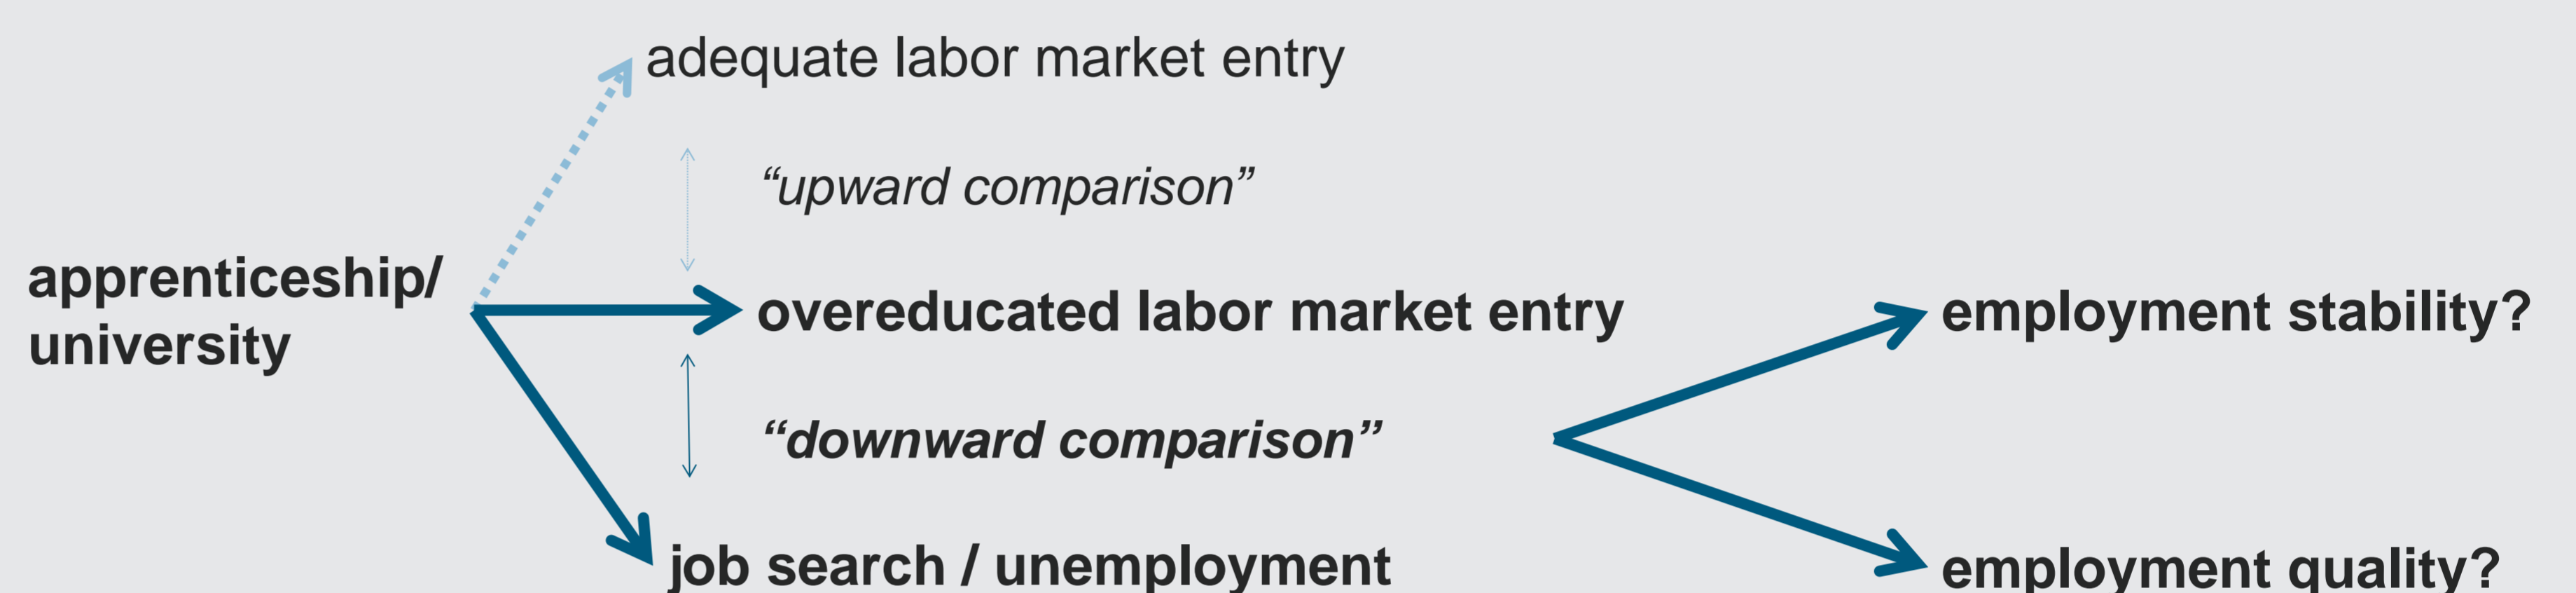 adequate labor market entry
“upward comparison”
apprenticeship/
university
overeducated labor market entry
employment stability?
“downward comparison”
job search / unemployment
employment quality?